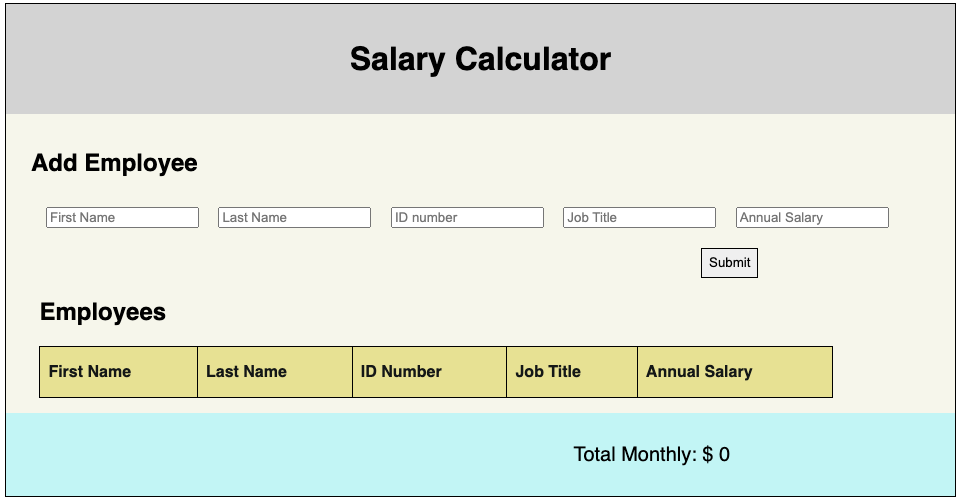 Salary Calculator
Add Employee
First Name Last Name ID number Job Title Annual Salary
Submit
Employees
First Name Last Name ID Number Job Title Annual Salary
Total Monthly: $ 0